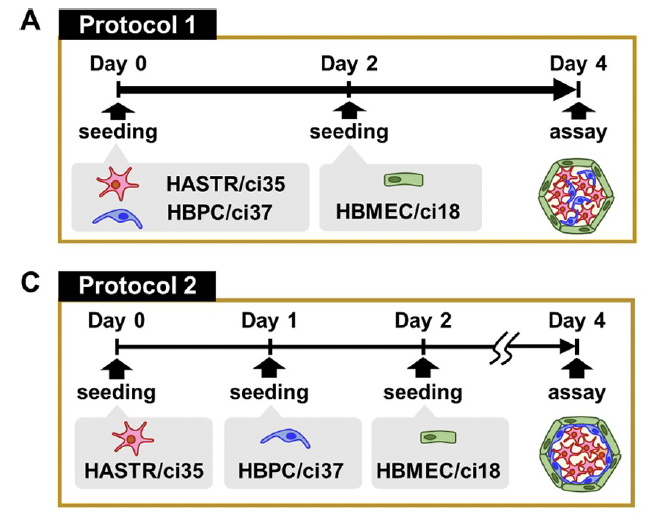 A
Protocol 1
Day 0 Day 2 Day 4
seeding seeding assay
HASTR/ci35
HBPC/ci37
HBMEC/ci18
C
Protocol 2
Day 0 Day 1 Day 2 Day 4
seeding seeding seeding assay
HASTR/ci35 HBPC/ci37 HBMEC/ci18